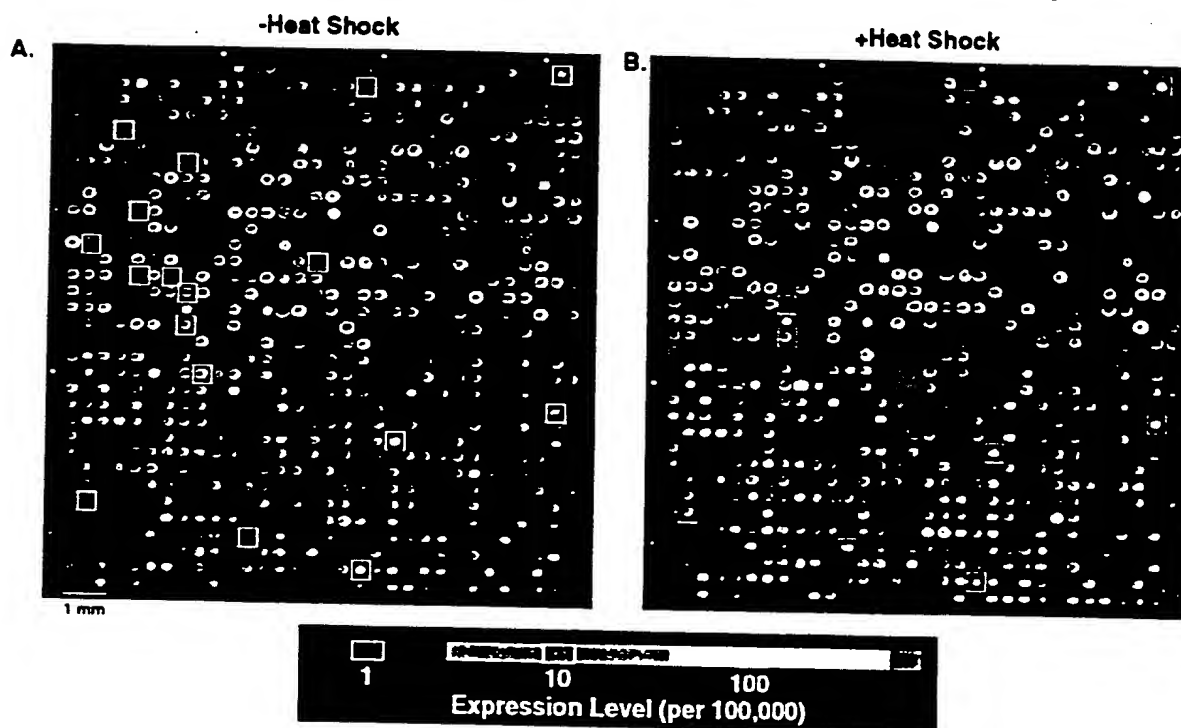 -Heat Shock
+Heat Shock
A.
B.
1 mm
1
10
100
Expression Level (per 100,000)